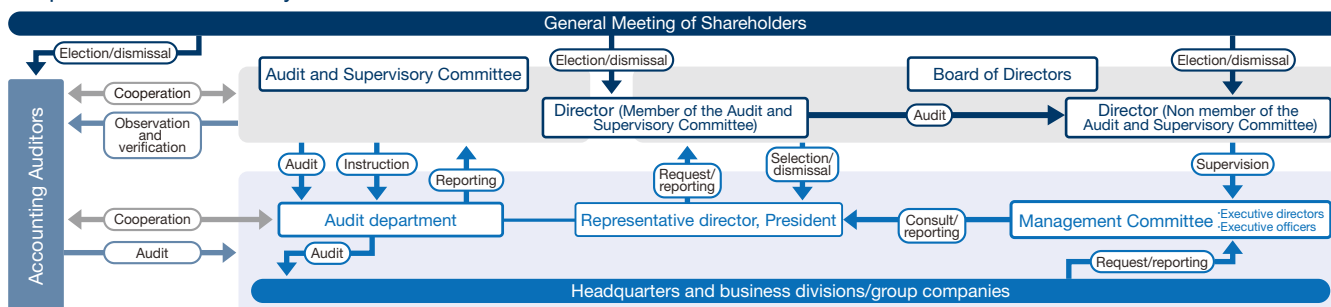 General Meeting of Shareholders
Election/dismissal
Election/dismissal
Election/dismissal
Audit and Supervisory Committee
Board of Directors
Accounting Auditors
Cooperation
Observation
and
verification
Director (Member of the Audit and
Supervisory Committee)
Audit
Director (Non member of the
Audit and Supervisory Committee)
Audit
Instruction
Reporting
Request/
reporting
Selection/
dismissal
Supervision
Cooperation
Audit department
Representative director, President
Consult/
reporting
Management Committee
·Executive directors
·Executive officers
Audit
Audit
Request/reporting
Headquarters and business divisions/group companies